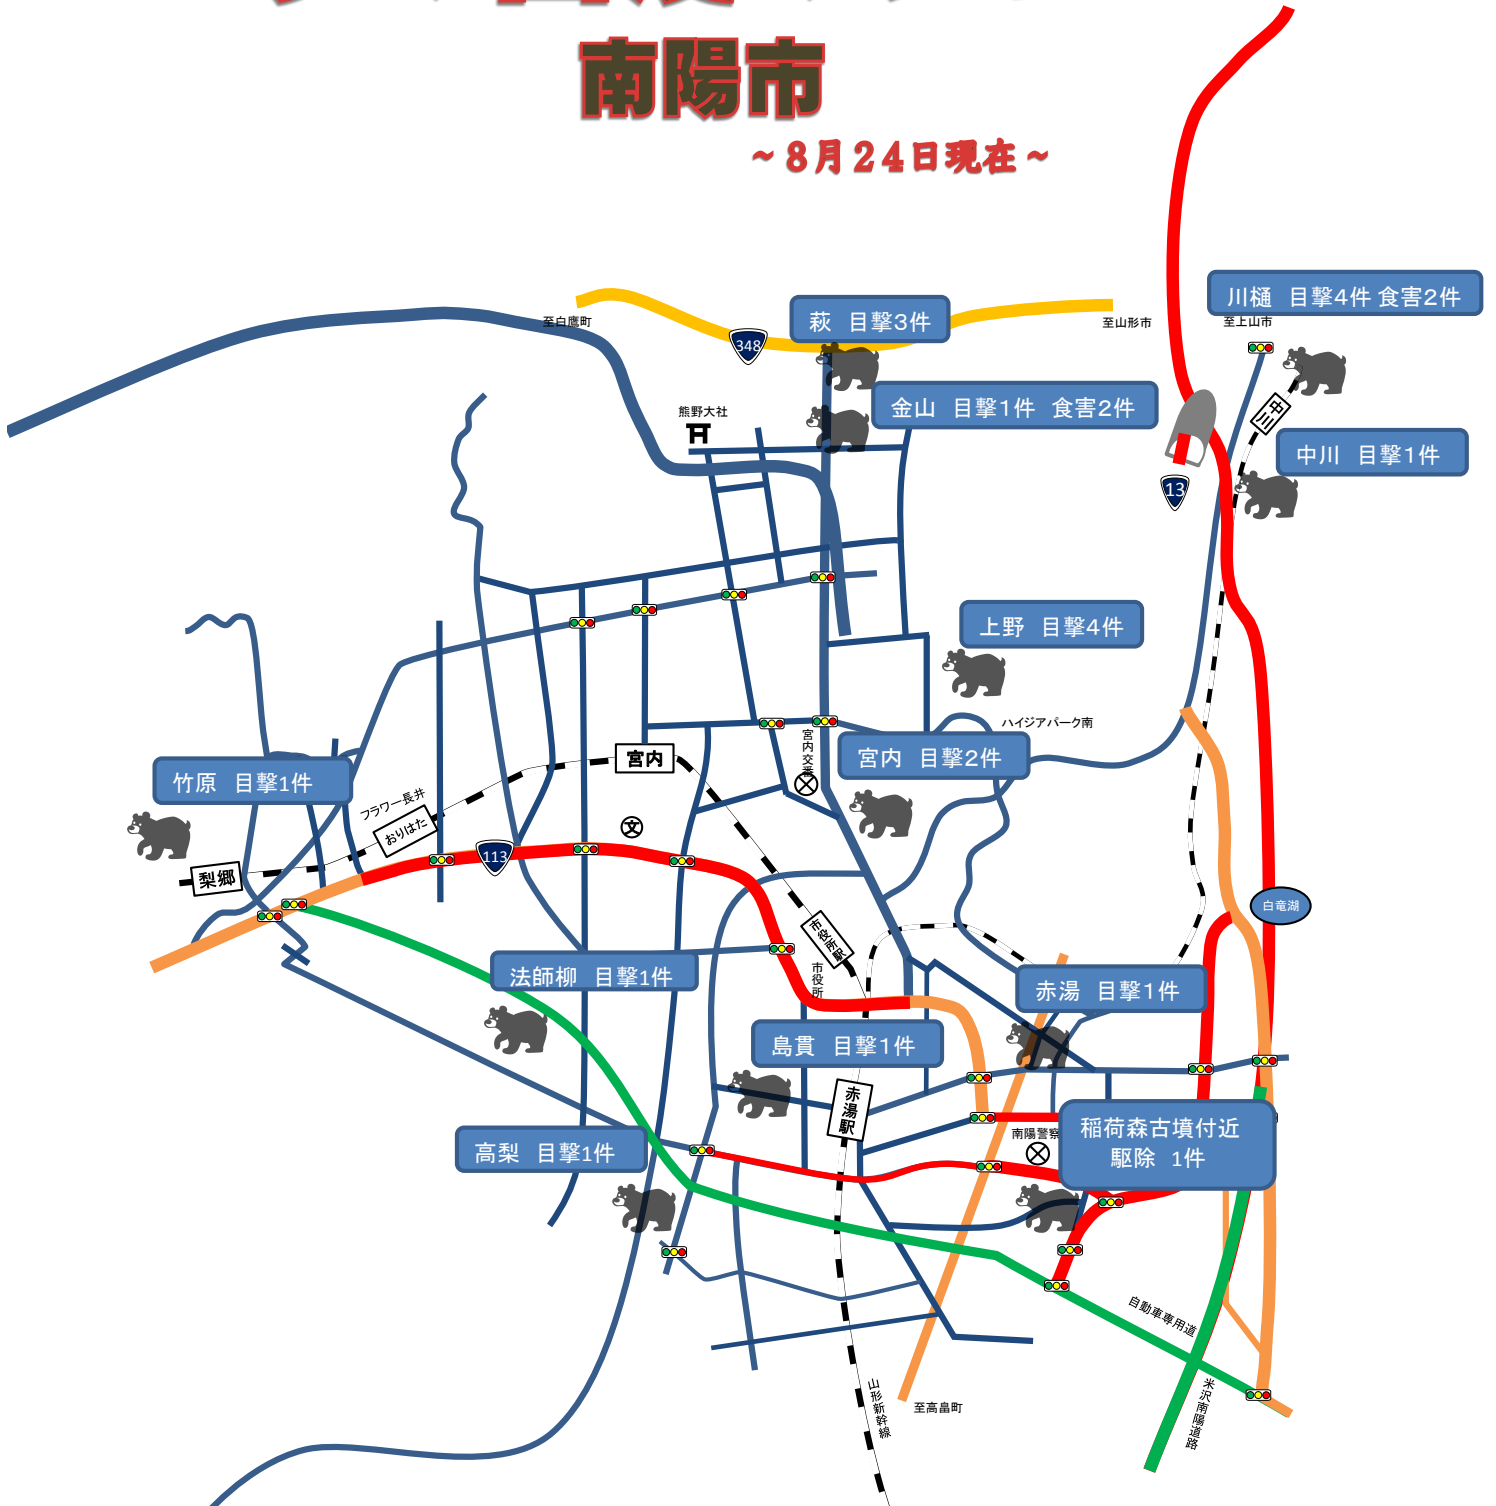 南陽市
~8月24日現在~
川樋 目撃4件 食害2件
萩 目撃3件
至白鷹町
至山形市
至上山市
348
金山 目撃1件 食害2件
熊野大社
中川
中川 目撃1件
13
上野 目撃4件
ハイジアパーク南
宮内
宮内交番
宮内 目撃2件
竹原 目撃1件
フラワー長井
おりはた
文
113
梨郷
白竜湖
市役所駅
市役所
法師柳 目撃1件
赤湯 目撃1件
島貫 目撃1件
赤湯駅
稲荷森古墳付近
駆除 1件
南陽警察
高梨 目撃1件
自動車専用道
米沢南陽道路
山形新幹線
至高畠町